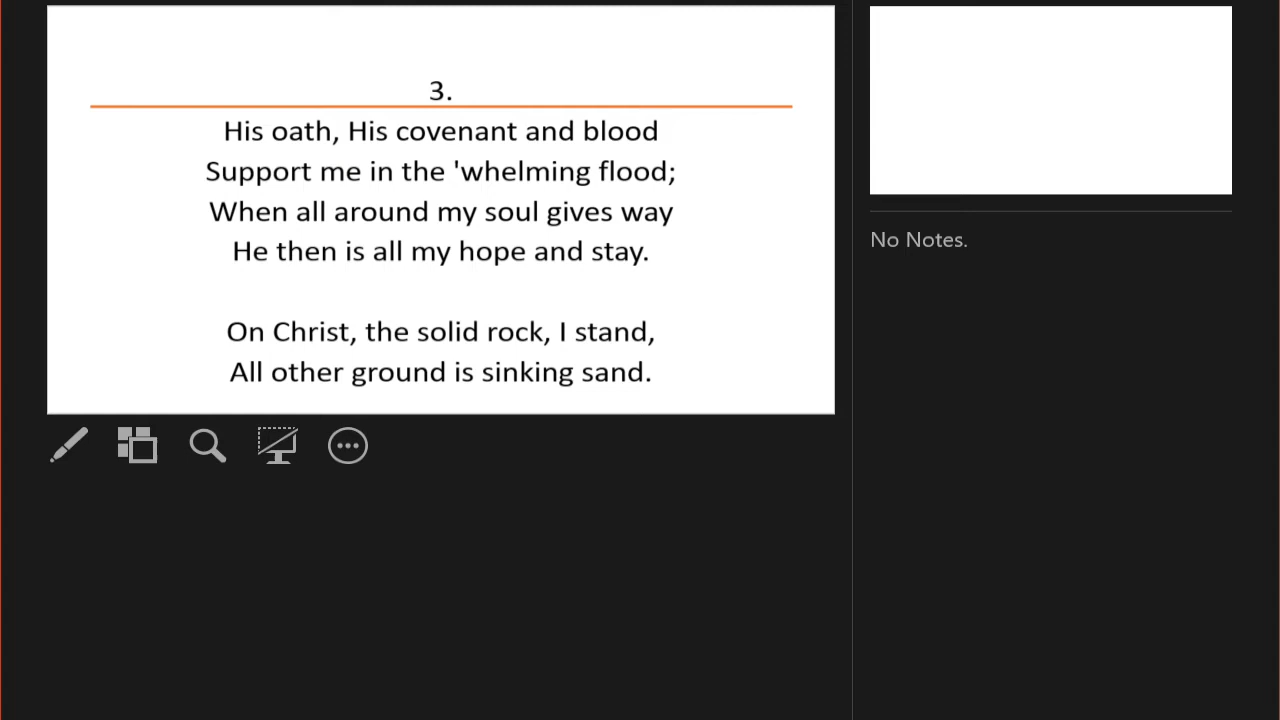 3.
His oath, His covenant and blood
Support me in the 'whelming flood;
When all around my soul gives way
He then is all my hope and stay.
On Christ, the solid rock, I stand,
All other ground is sinking sand.
No Notes.